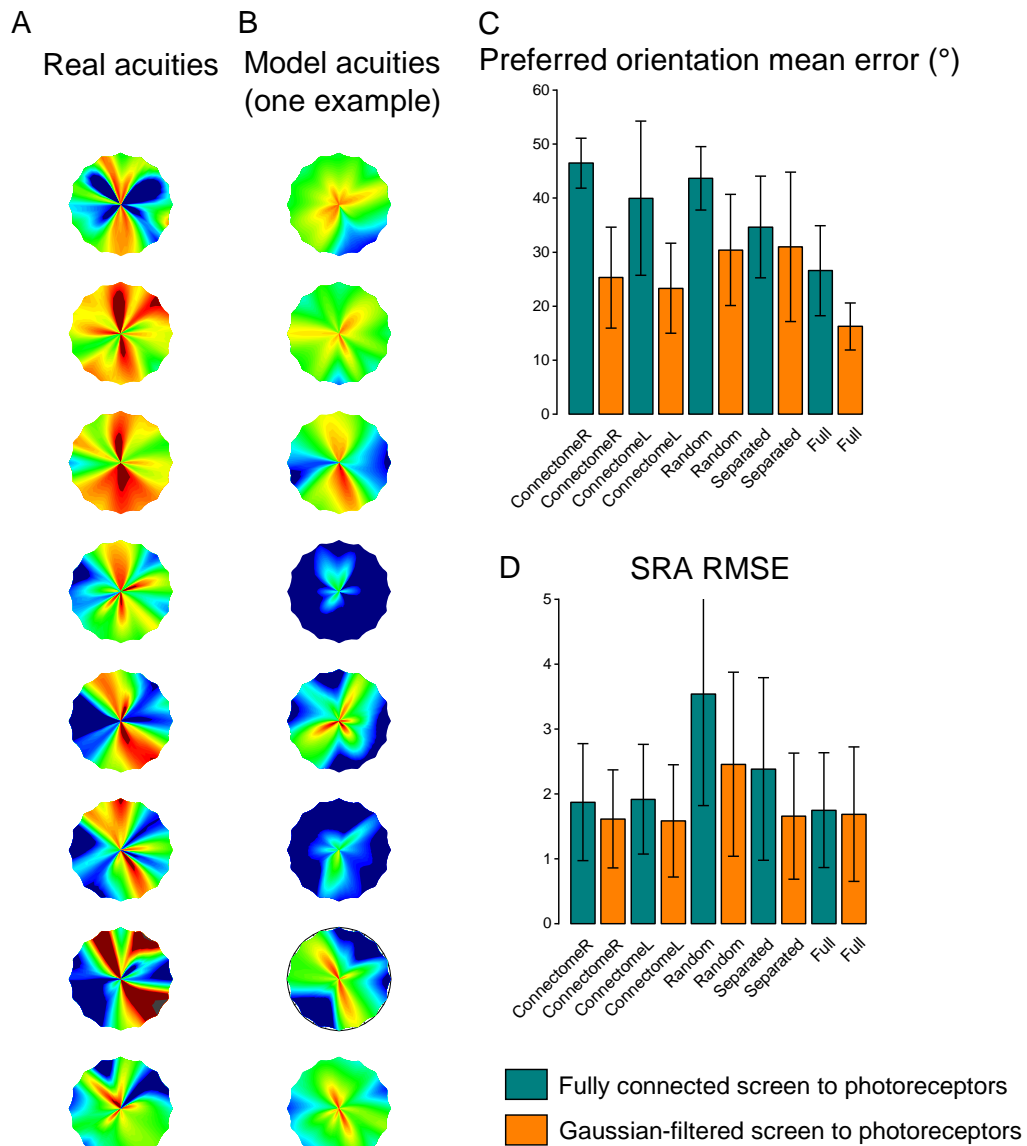 A
Real acuities
B
Model acuities
(one example)
C
Preferred orientation mean error (°)
60
50
40
30
20
10
0
ConnectomeR
ConnectomeR
ConnectomeL
ConnectomeL
Random
Random
Separated
Separated
Full
Full
D
SRA RMSE
5
4
3
2
1
0
ConnectomeR
ConnectomeR
ConnectomeL
ConnectomeL
Random
Random
Separated
Separated
Full
Full
Fully connected screen to photoreceptors
Gaussian-filtered screen to photoreceptors